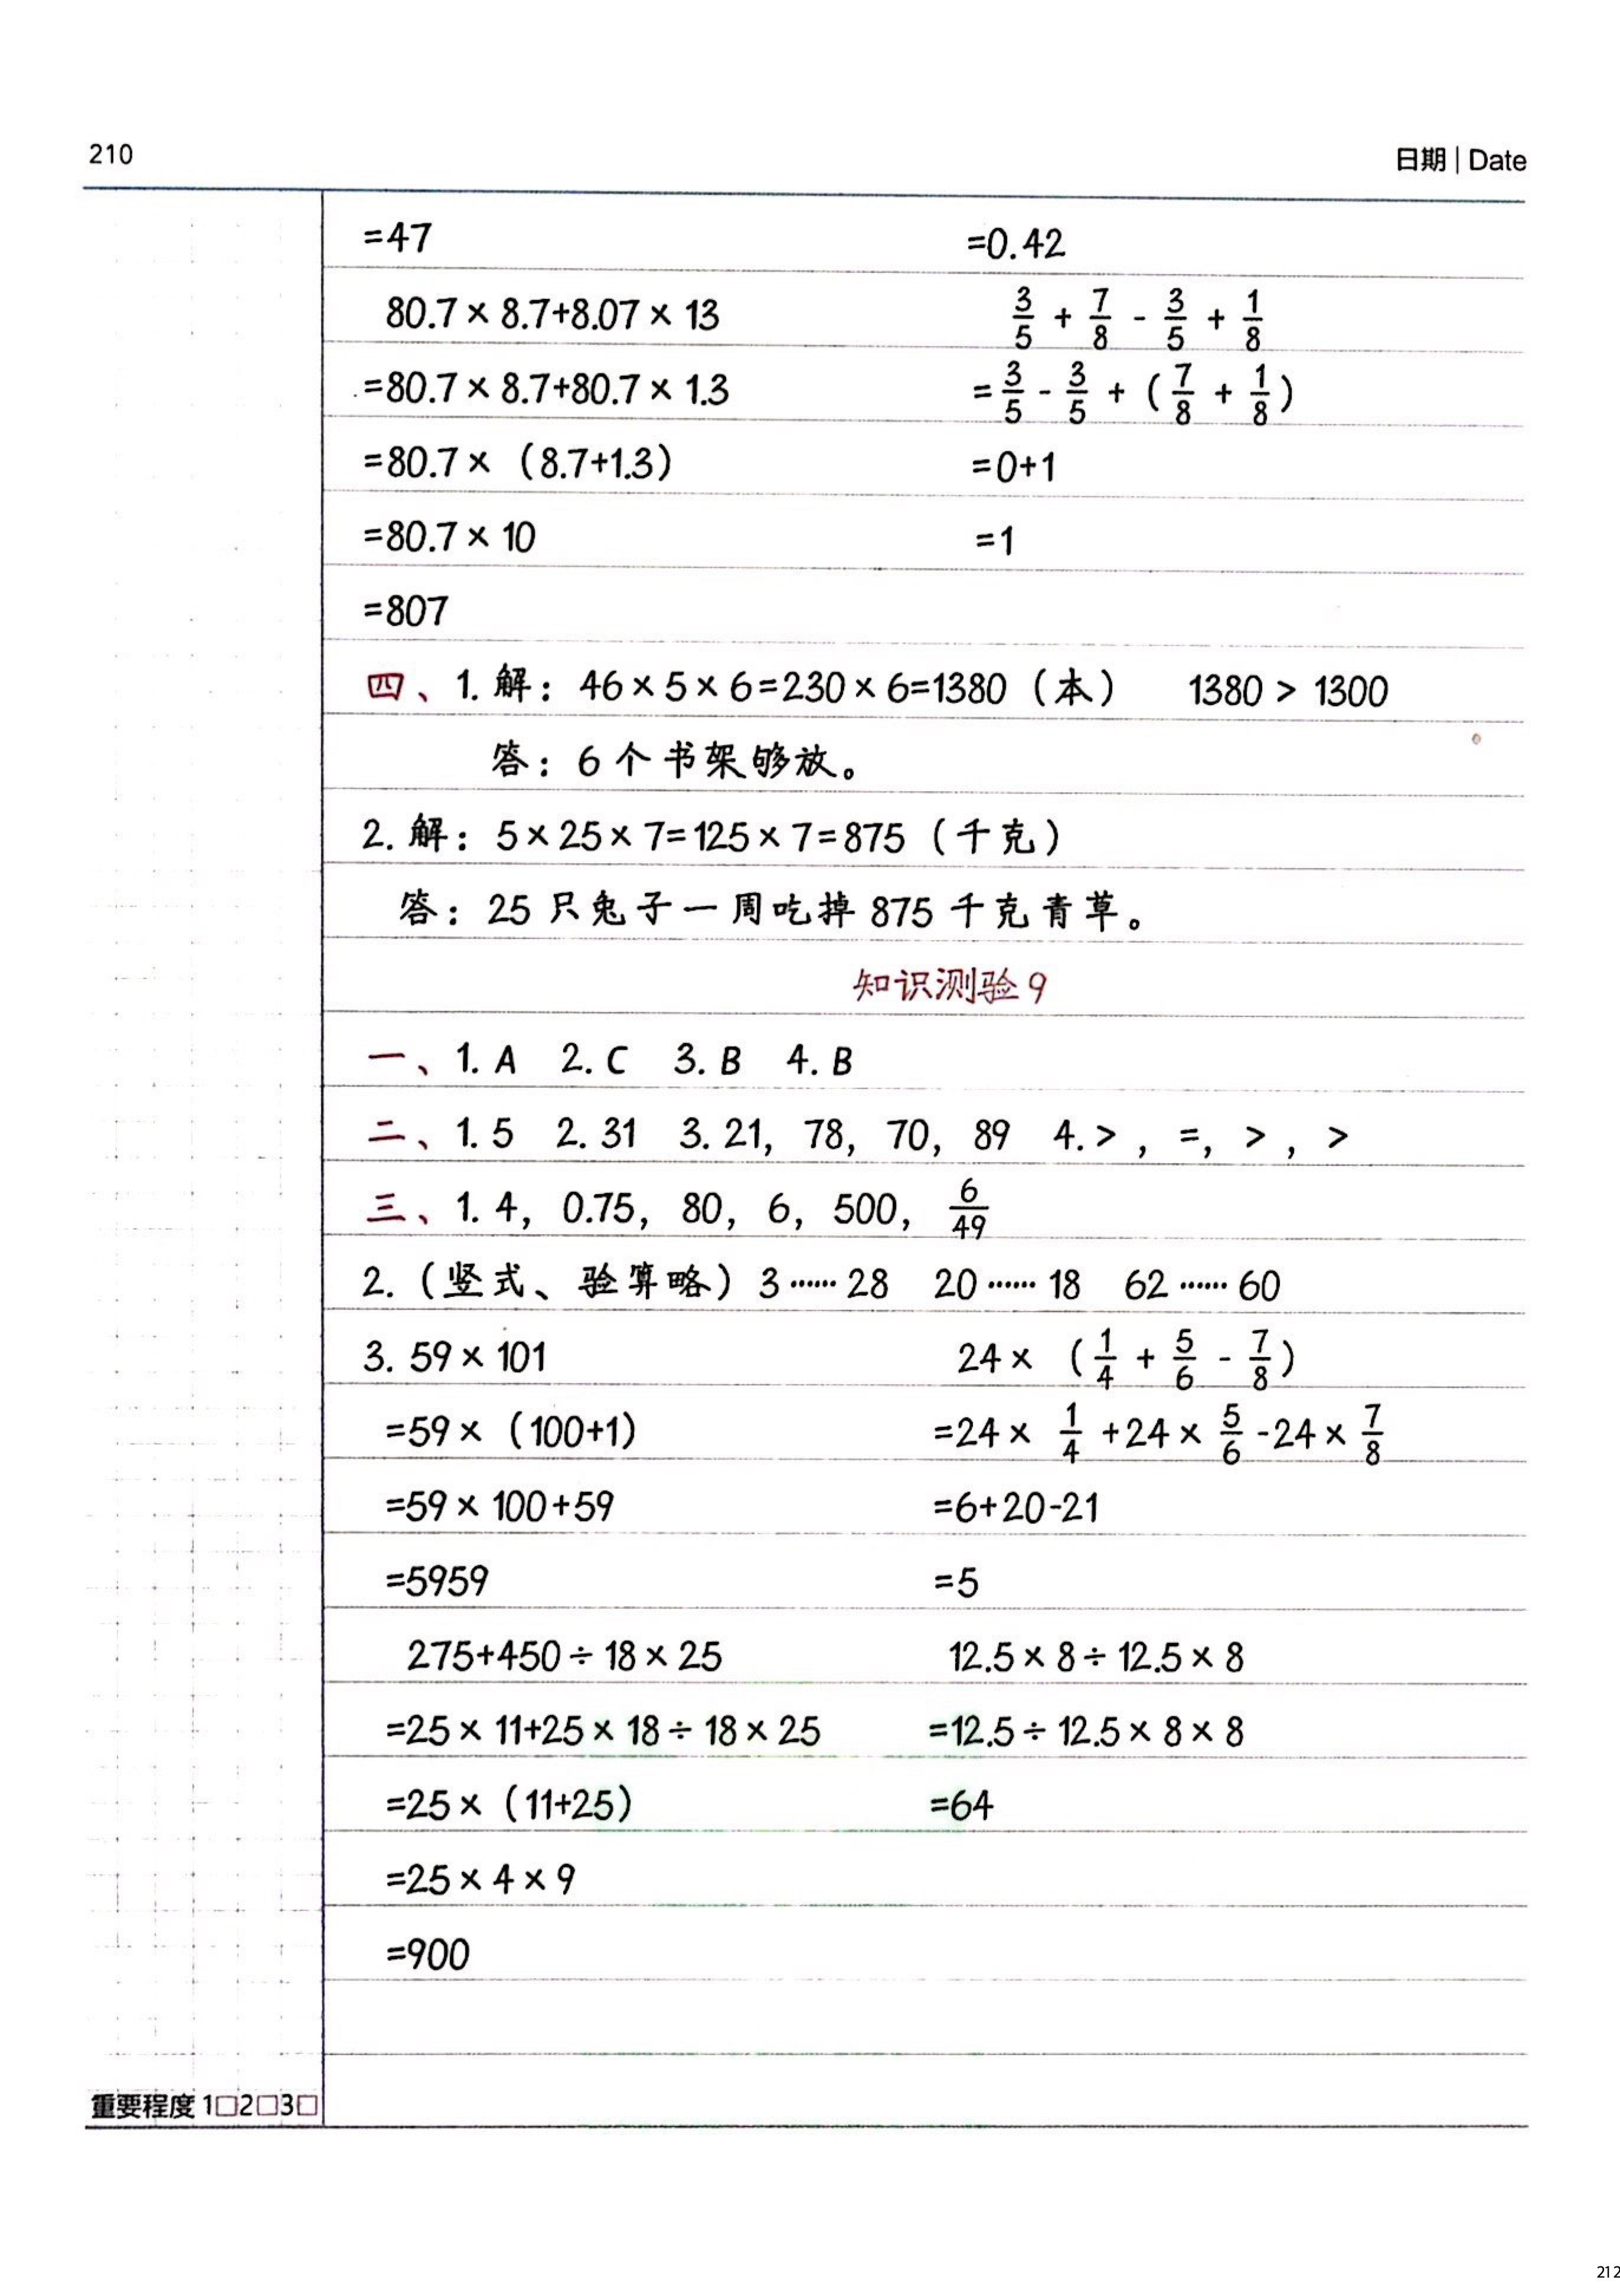 210
日期 | Date
=47 =0.42
80.7 × 8.7+8.07 × 13 3/5 + 7/8 - 3/5 + 1/8
=80.7 × 8.7+80.7 × 1.3 = 3/5 - 3/5 + ( 7/8 + 1/8 )
=80.7 × （8.7+1.3） =0+1
=80.7 × 10 =1
=807
四、1. 解：46 × 5 × 6=230 × 6=1380（本） 1380 > 1300
答：6 个书架够放。
2. 解：5 × 25 × 7=125 × 7=875（千克）
答：25 只兔子一周吃掉 875 千克青草。
知识测验 9
一、1. A 2. C 3. B 4. B
二、1. 5 2. 31 3. 21, 78, 70, 89 4. > , =, > , >
三、1. 4, 0.75, 80, 6, 500, 6/49
2.（竖式、验算略）3 …… 28 20 …… 18 62 …… 60
3. 59 × 101 24 × （ 1/4 + 5/6 - 7/8 ）
=59 × （100+1） =24 × 1/4 +24 × 5/6 -24 × 7/8
=59 × 100+59 =6+20-21
=5959 =5
275+450 ÷ 18 × 25 12.5 × 8 ÷ 12.5 × 8
=25 × 11+25 × 18 ÷ 18 × 25 =12.5 ÷ 12.5 × 8 × 8
=25 ×（11+25） =64
=25 × 4 × 9
=900
重要程度 1□2□3□
212